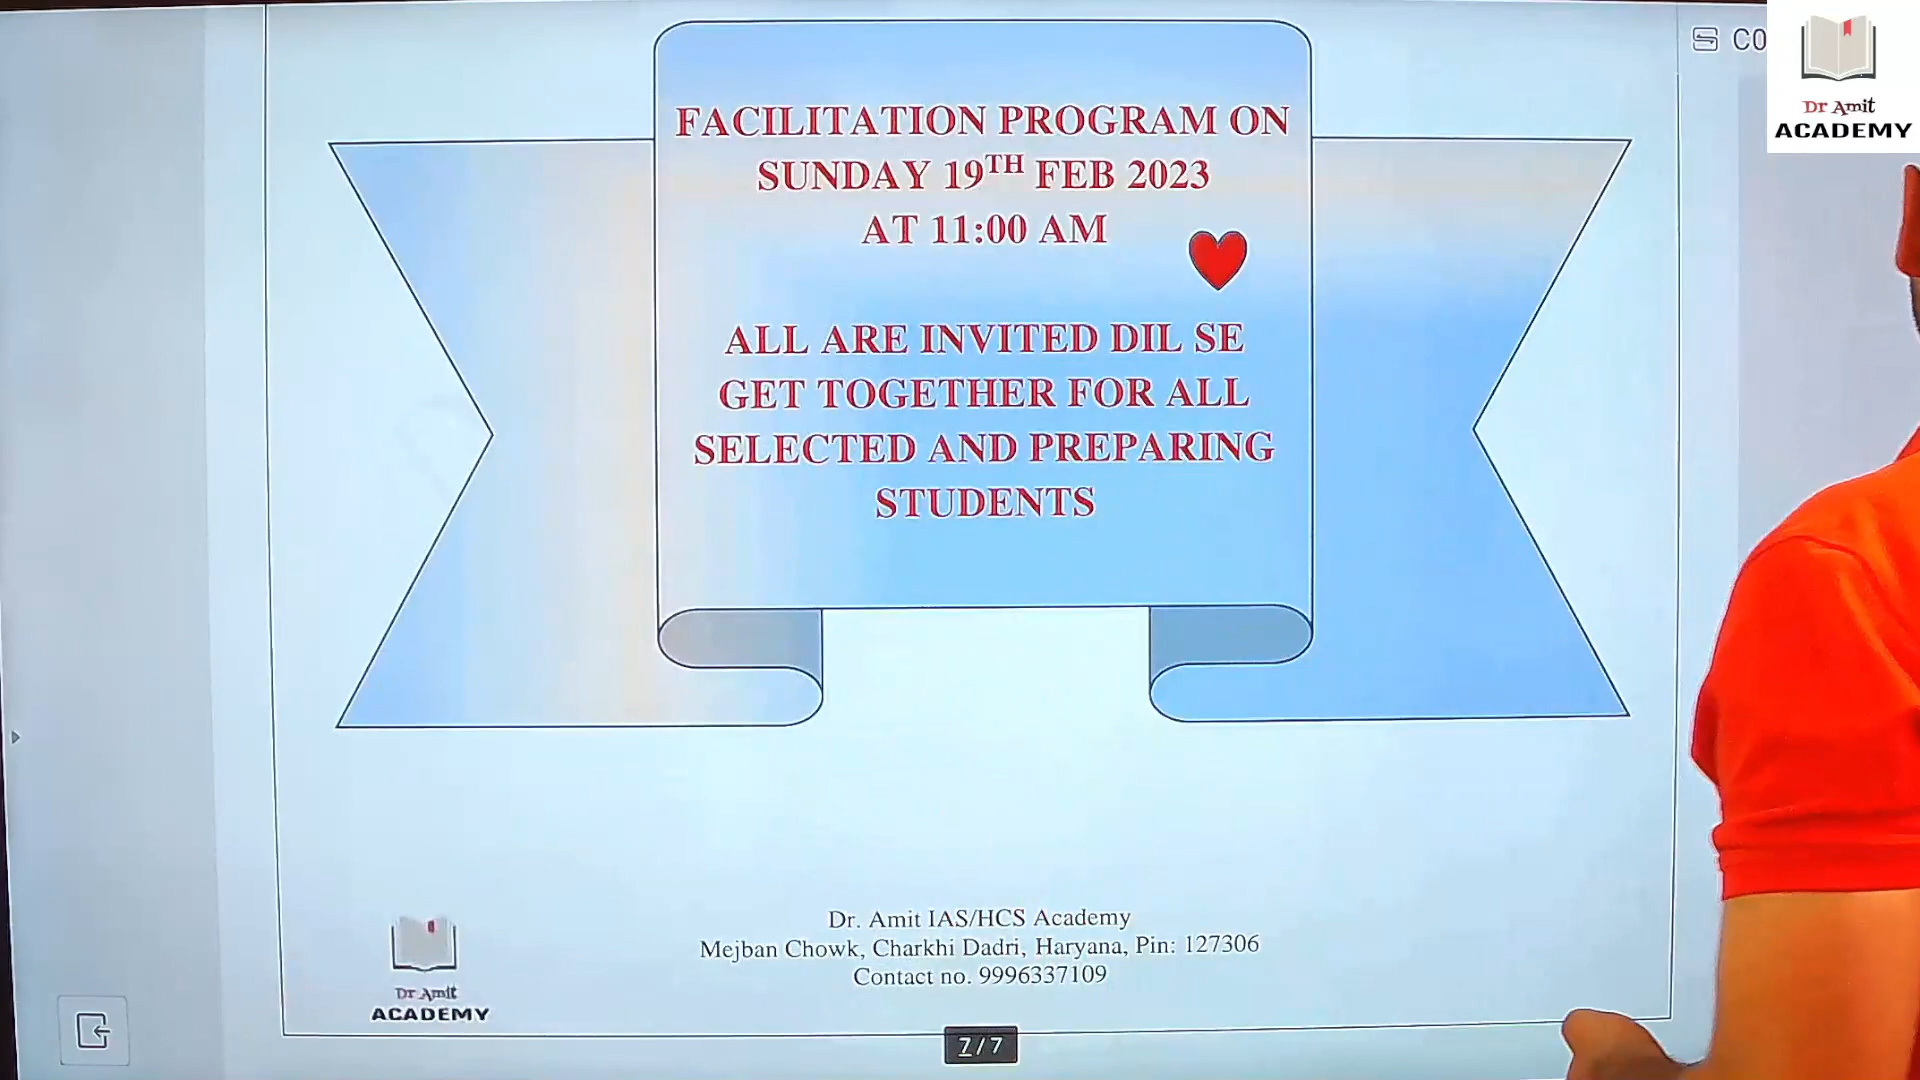 CO
Dr Amit
ACADEMY
FACILITATION PROGRAM ON
SUNDAY 19TH FEB 2023
AT 11:00 AM
ALL ARE INVITED DIL SE
GET TOGETHER FOR ALL
SELECTED AND PREPARING
STUDENTS
Dr. Amit IAS/HCS Academy
Mejban Chowk, Charkhi Dadri, Haryana, Pin: 127306
Contact no. 9996337109
Dr Amit
ACADEMY
7/7